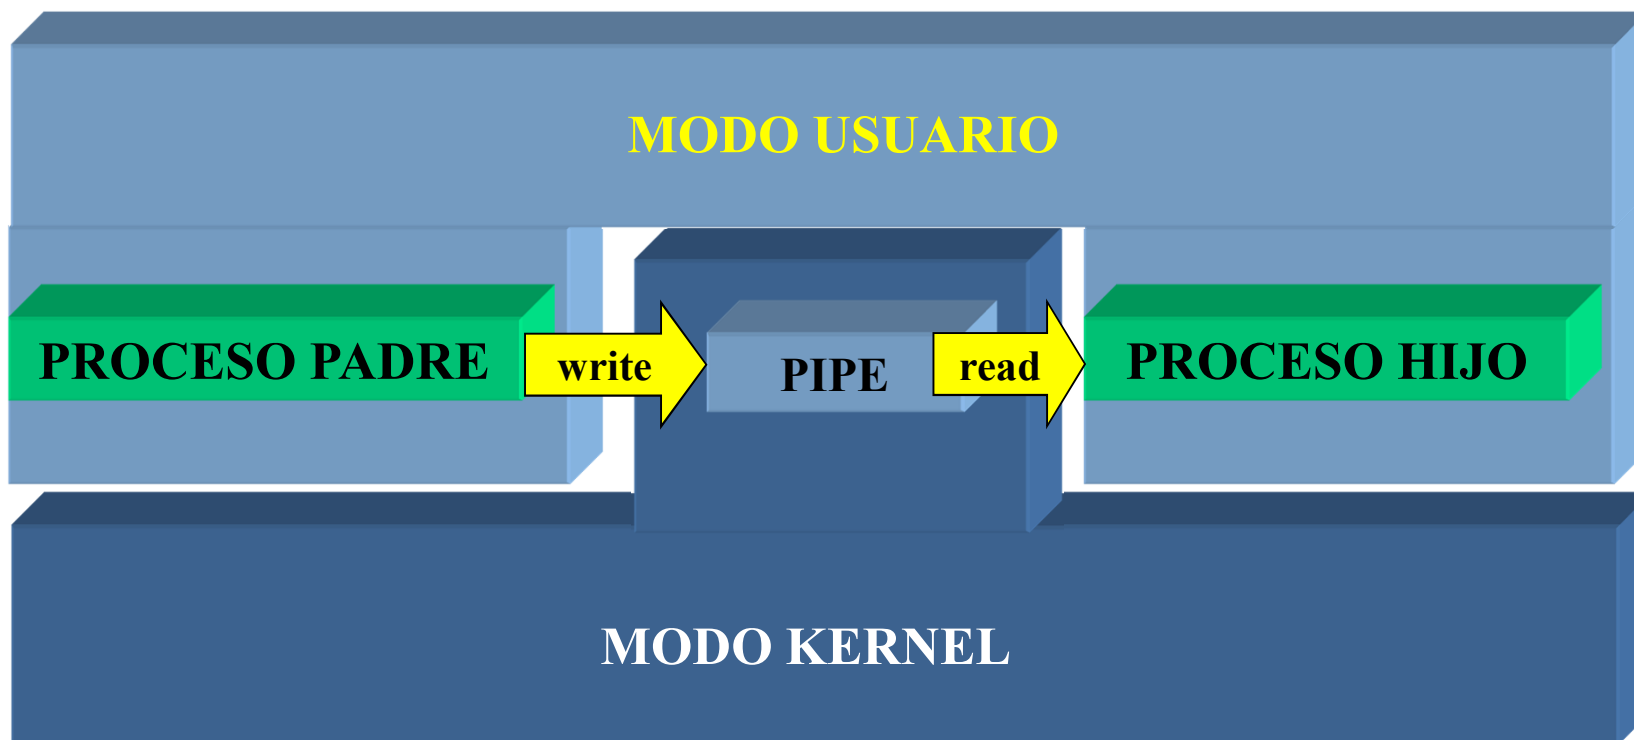 MODO USUARIO
PROCESO PADRE
write
PIPE
read
PROCESO HIJO
MODO KERNEL